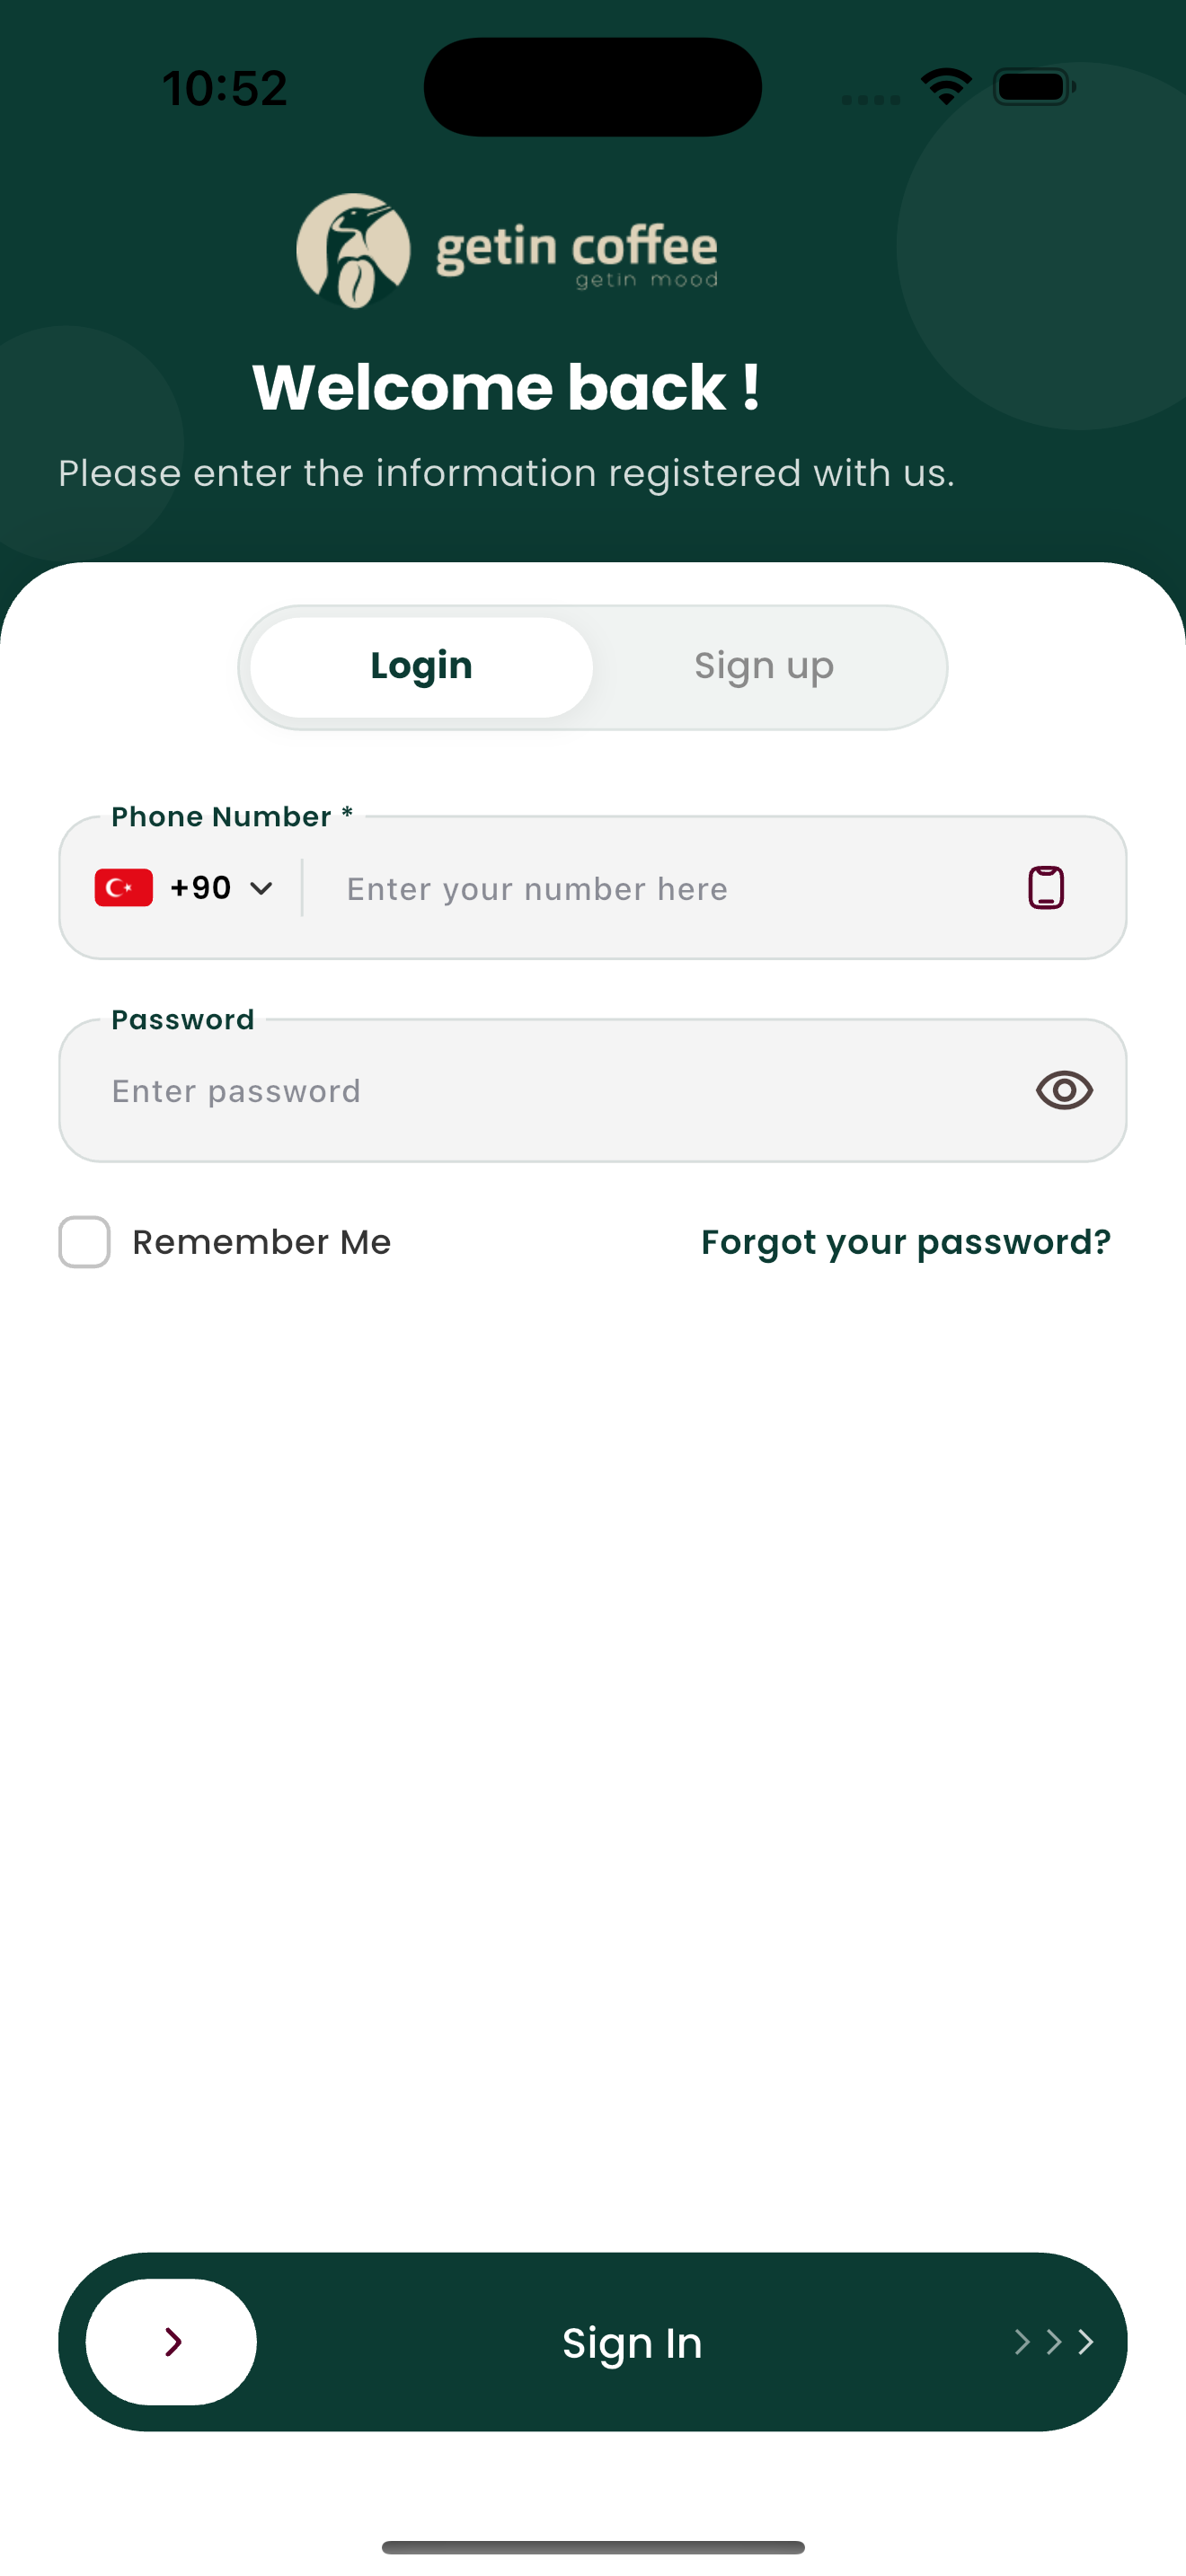 10:52
getin coffee
getin mood
Welcome back !
Please enter the information registered with us.
Login
Sign up
Phone Number *
+90
Enter your number here
Password
Enter password
Remember Me
Forgot your password?
Sign In